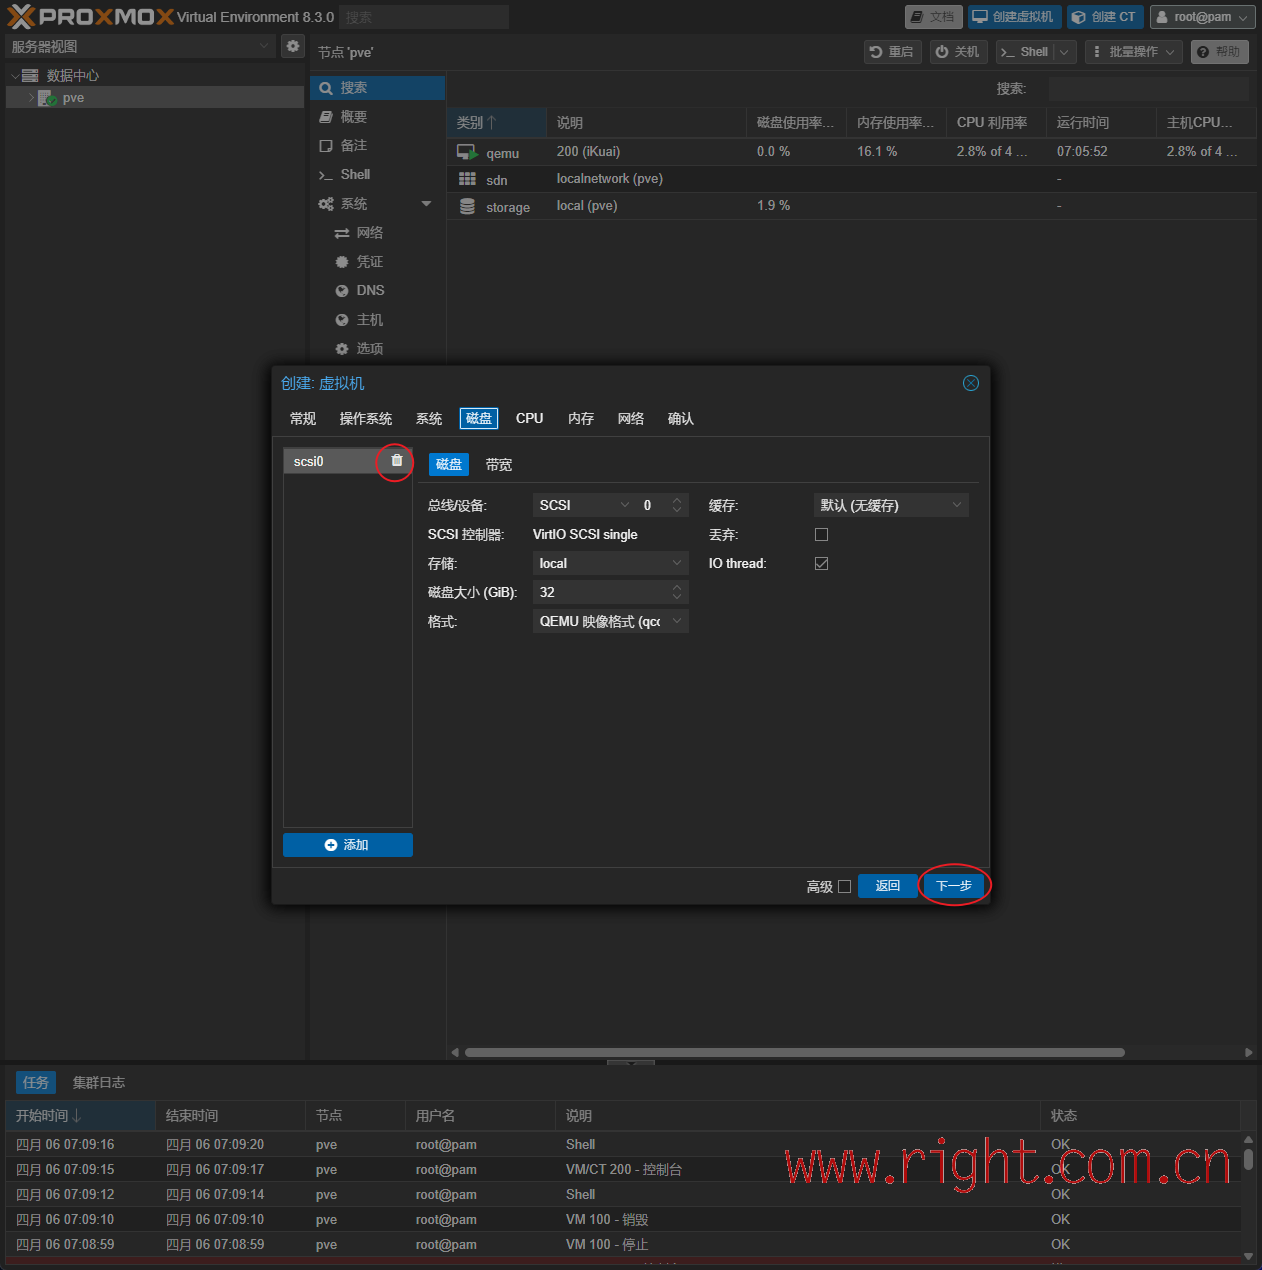 PROXMOX Virtual Environment 8.3.0 搜索 文档 创建虚拟机 创建 CT root@pam
服务器视图
节点 'pve' 重启 关机 Shell 批量操作 帮助
数据中心
pve
搜索
概要
备注
Shell
系统
网络
凭证
DNS
主机
选项
搜索:
类别 说明 磁盘使用率... 内存使用率... CPU 利用率 运行时间 主机CPU...
qemu 200 (iKuai) 0.0 % 16.1 % 2.8% of 4 ... 07:05:52 2.8% of 4 ...
sdn localnetwork (pve) -
storage local (pve) 1.9 % -
创建: 虚拟机
常规 操作系统 系统 磁盘 CPU 内存 网络 确认
scsi0
磁盘 带宽
总线/设备: SCSI 0 缓存: 默认 (无缓存)
SCSI 控制器: VirtIO SCSI single 丢弃:
存储: local IO thread:
磁盘大小 (GiB): 32
格式: QEMU 映像格式 (qcc
添加
高级 返回 下一步
任务 集群日志
开始时间 结束时间 节点 用户名 说明 状态
四月 06 07:09:16 四月 06 07:09:20 pve root@pam Shell OK
四月 06 07:09:15 四月 06 07:09:17 pve root@pam VM/CT 200 - 控制台 OK
四月 06 07:09:12 四月 06 07:09:14 pve root@pam Shell OK
四月 06 07:09:10 四月 06 07:09:10 pve root@pam VM 100 - 销毁 OK
四月 06 07:08:59 四月 06 07:08:59 pve root@pam VM 100 - 停止 OK
www.right.com.cn